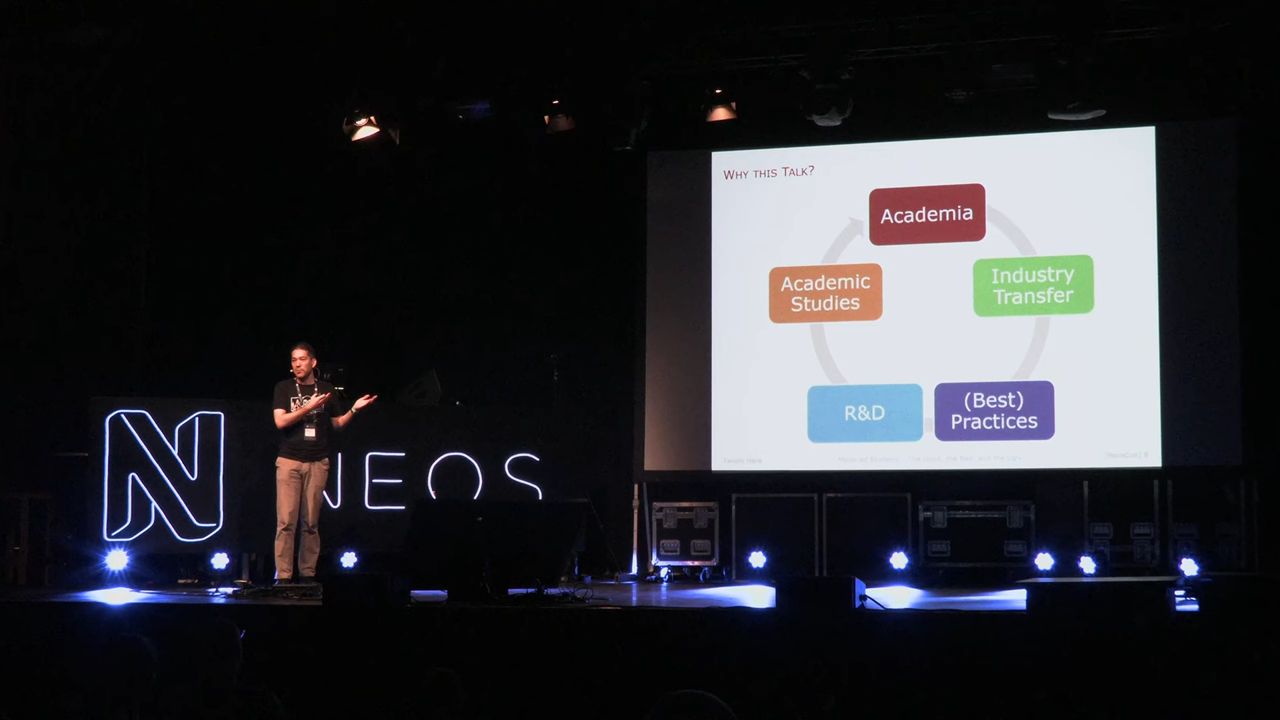 WHY THIS TALK?
Academia
Academic
Studies
Industry
Transfer
R&D
(Best)
Practices
N
NEOS